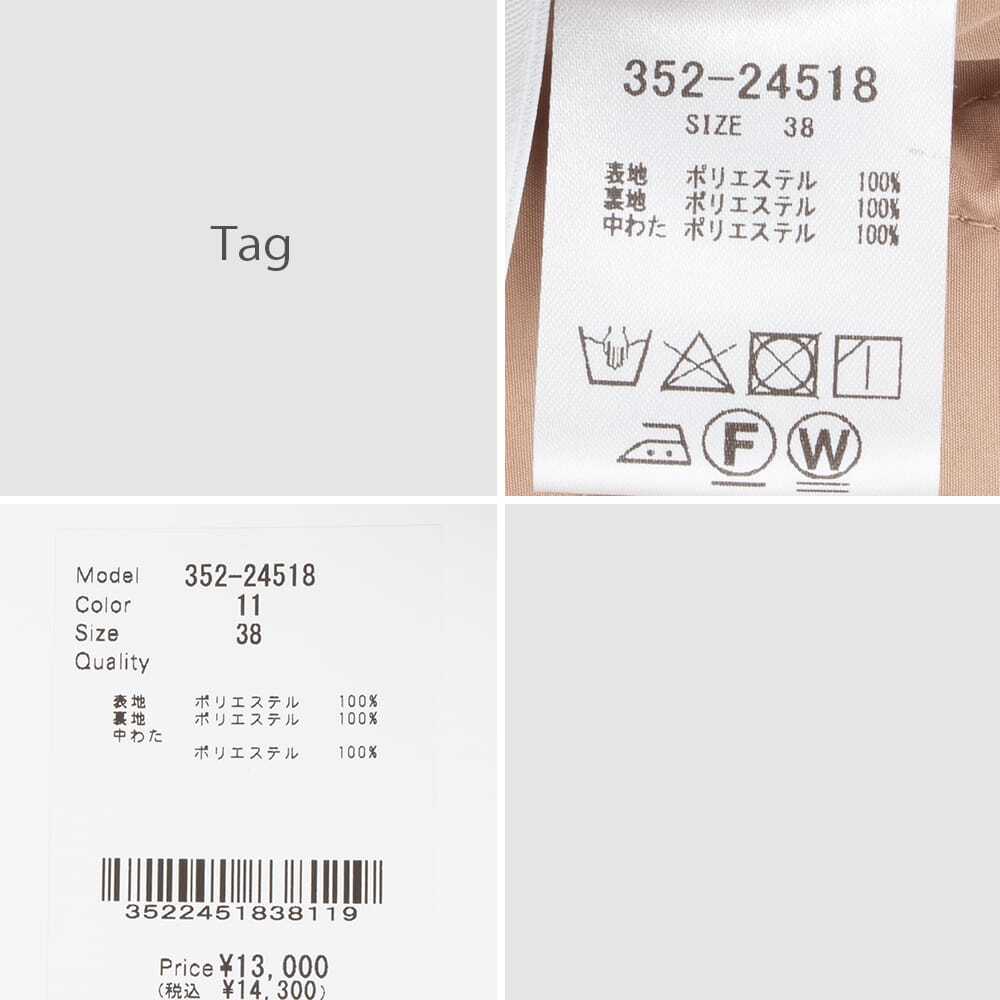 Tag
352-24518
SIZE 38
表地 ポリエステル 100%
裏地 ポリエステル 100%
中わた ポリエステル 100%
F W
Model 352-24518
Color 11
Size 38
Quality
表地 ポリエステル 100%
裏地 ポリエステル 100%
中わた
ポリエステル 100%
3522451838119
Price ¥13,000
(税込 ¥14,300)